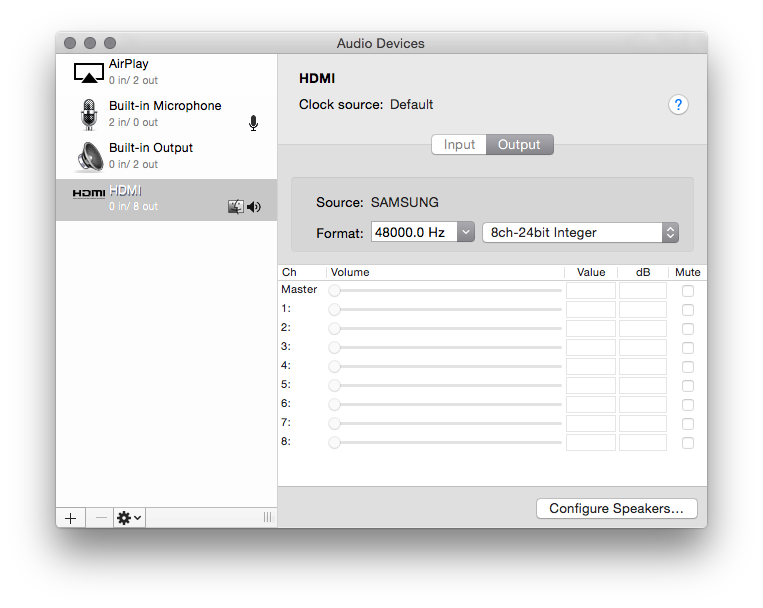 Audio Devices
AirPlay
0 in/ 2 out
Built-in Microphone
2 in/ 0 out
Built-in Output
0 in/ 2 out
HDMI HDMI
0 in/ 8 out
HDMI
Clock source: Default
?
Input Output
Source: SAMSUNG
Format: 48000.0 Hz 8ch-24bit Integer
Ch Volume Value dB Mute
Master
1:
2:
3:
4:
5:
6:
7:
8:
Configure Speakers...